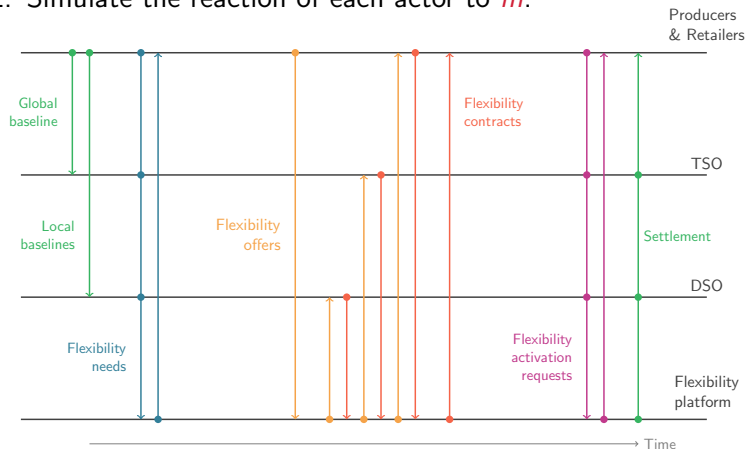 Simulate the reaction of each actor to m.
Producers
& Retailers
Global
baseline
Flexibility
contracts
TSO
Local
baselines
Flexibility
offers
Settlement
DSO
Flexibility
needs
Flexibility
activation
requests
Flexibility
platform
Time